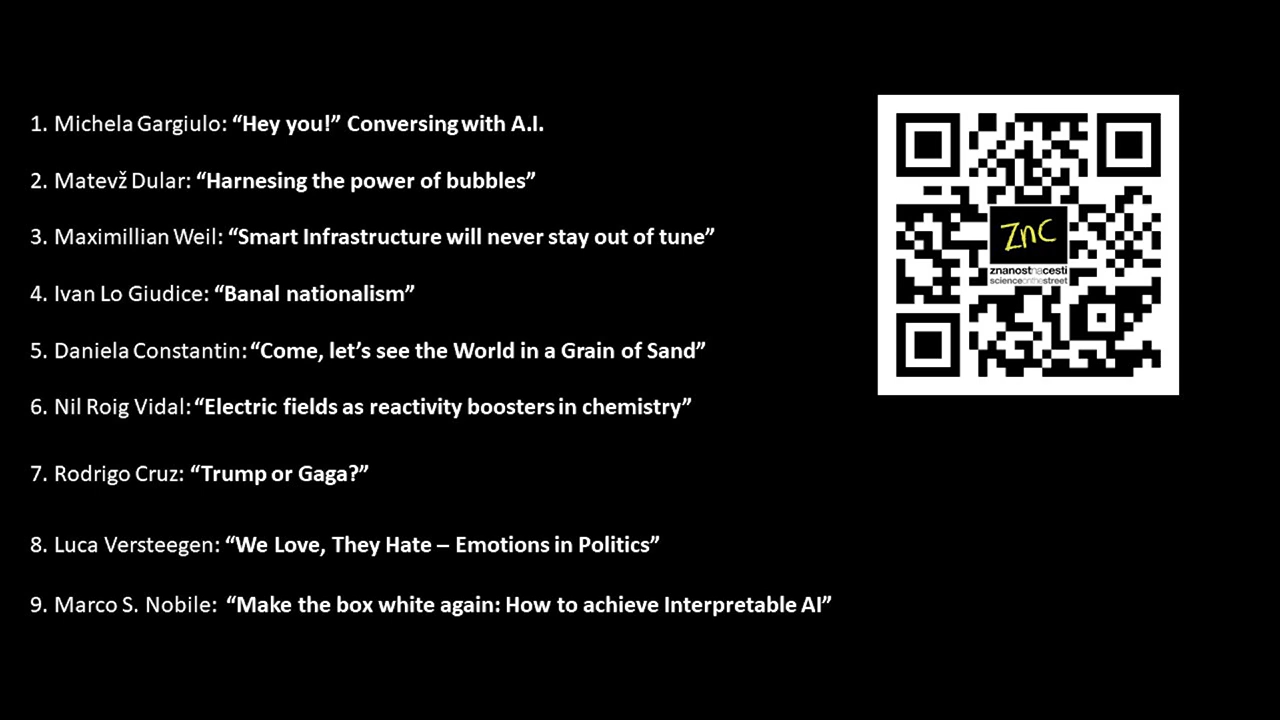 1. Michela Gargiulo: “Hey you!” Conversing with A.I.
2. Matevž Dular: “Harnesing the power of bubbles”
3. Maximillian Weil: “Smart Infrastructure will never stay out of tune”
4. Ivan Lo Giudice: “Banal nationalism”
5. Daniela Constantin: “Come, let’s see the World in a Grain of Sand”
6. Nil Roig Vidal: “Electric fields as reactivity boosters in chemistry”
7. Rodrigo Cruz: “Trump or Gaga?”
8. Luca Versteegen: “We Love, They Hate – Emotions in Politics”
9. Marco S. Nobile: “Make the box white again: How to achieve Interpretable AI”
ZnC
znanostnacesti
scienceonthestreet